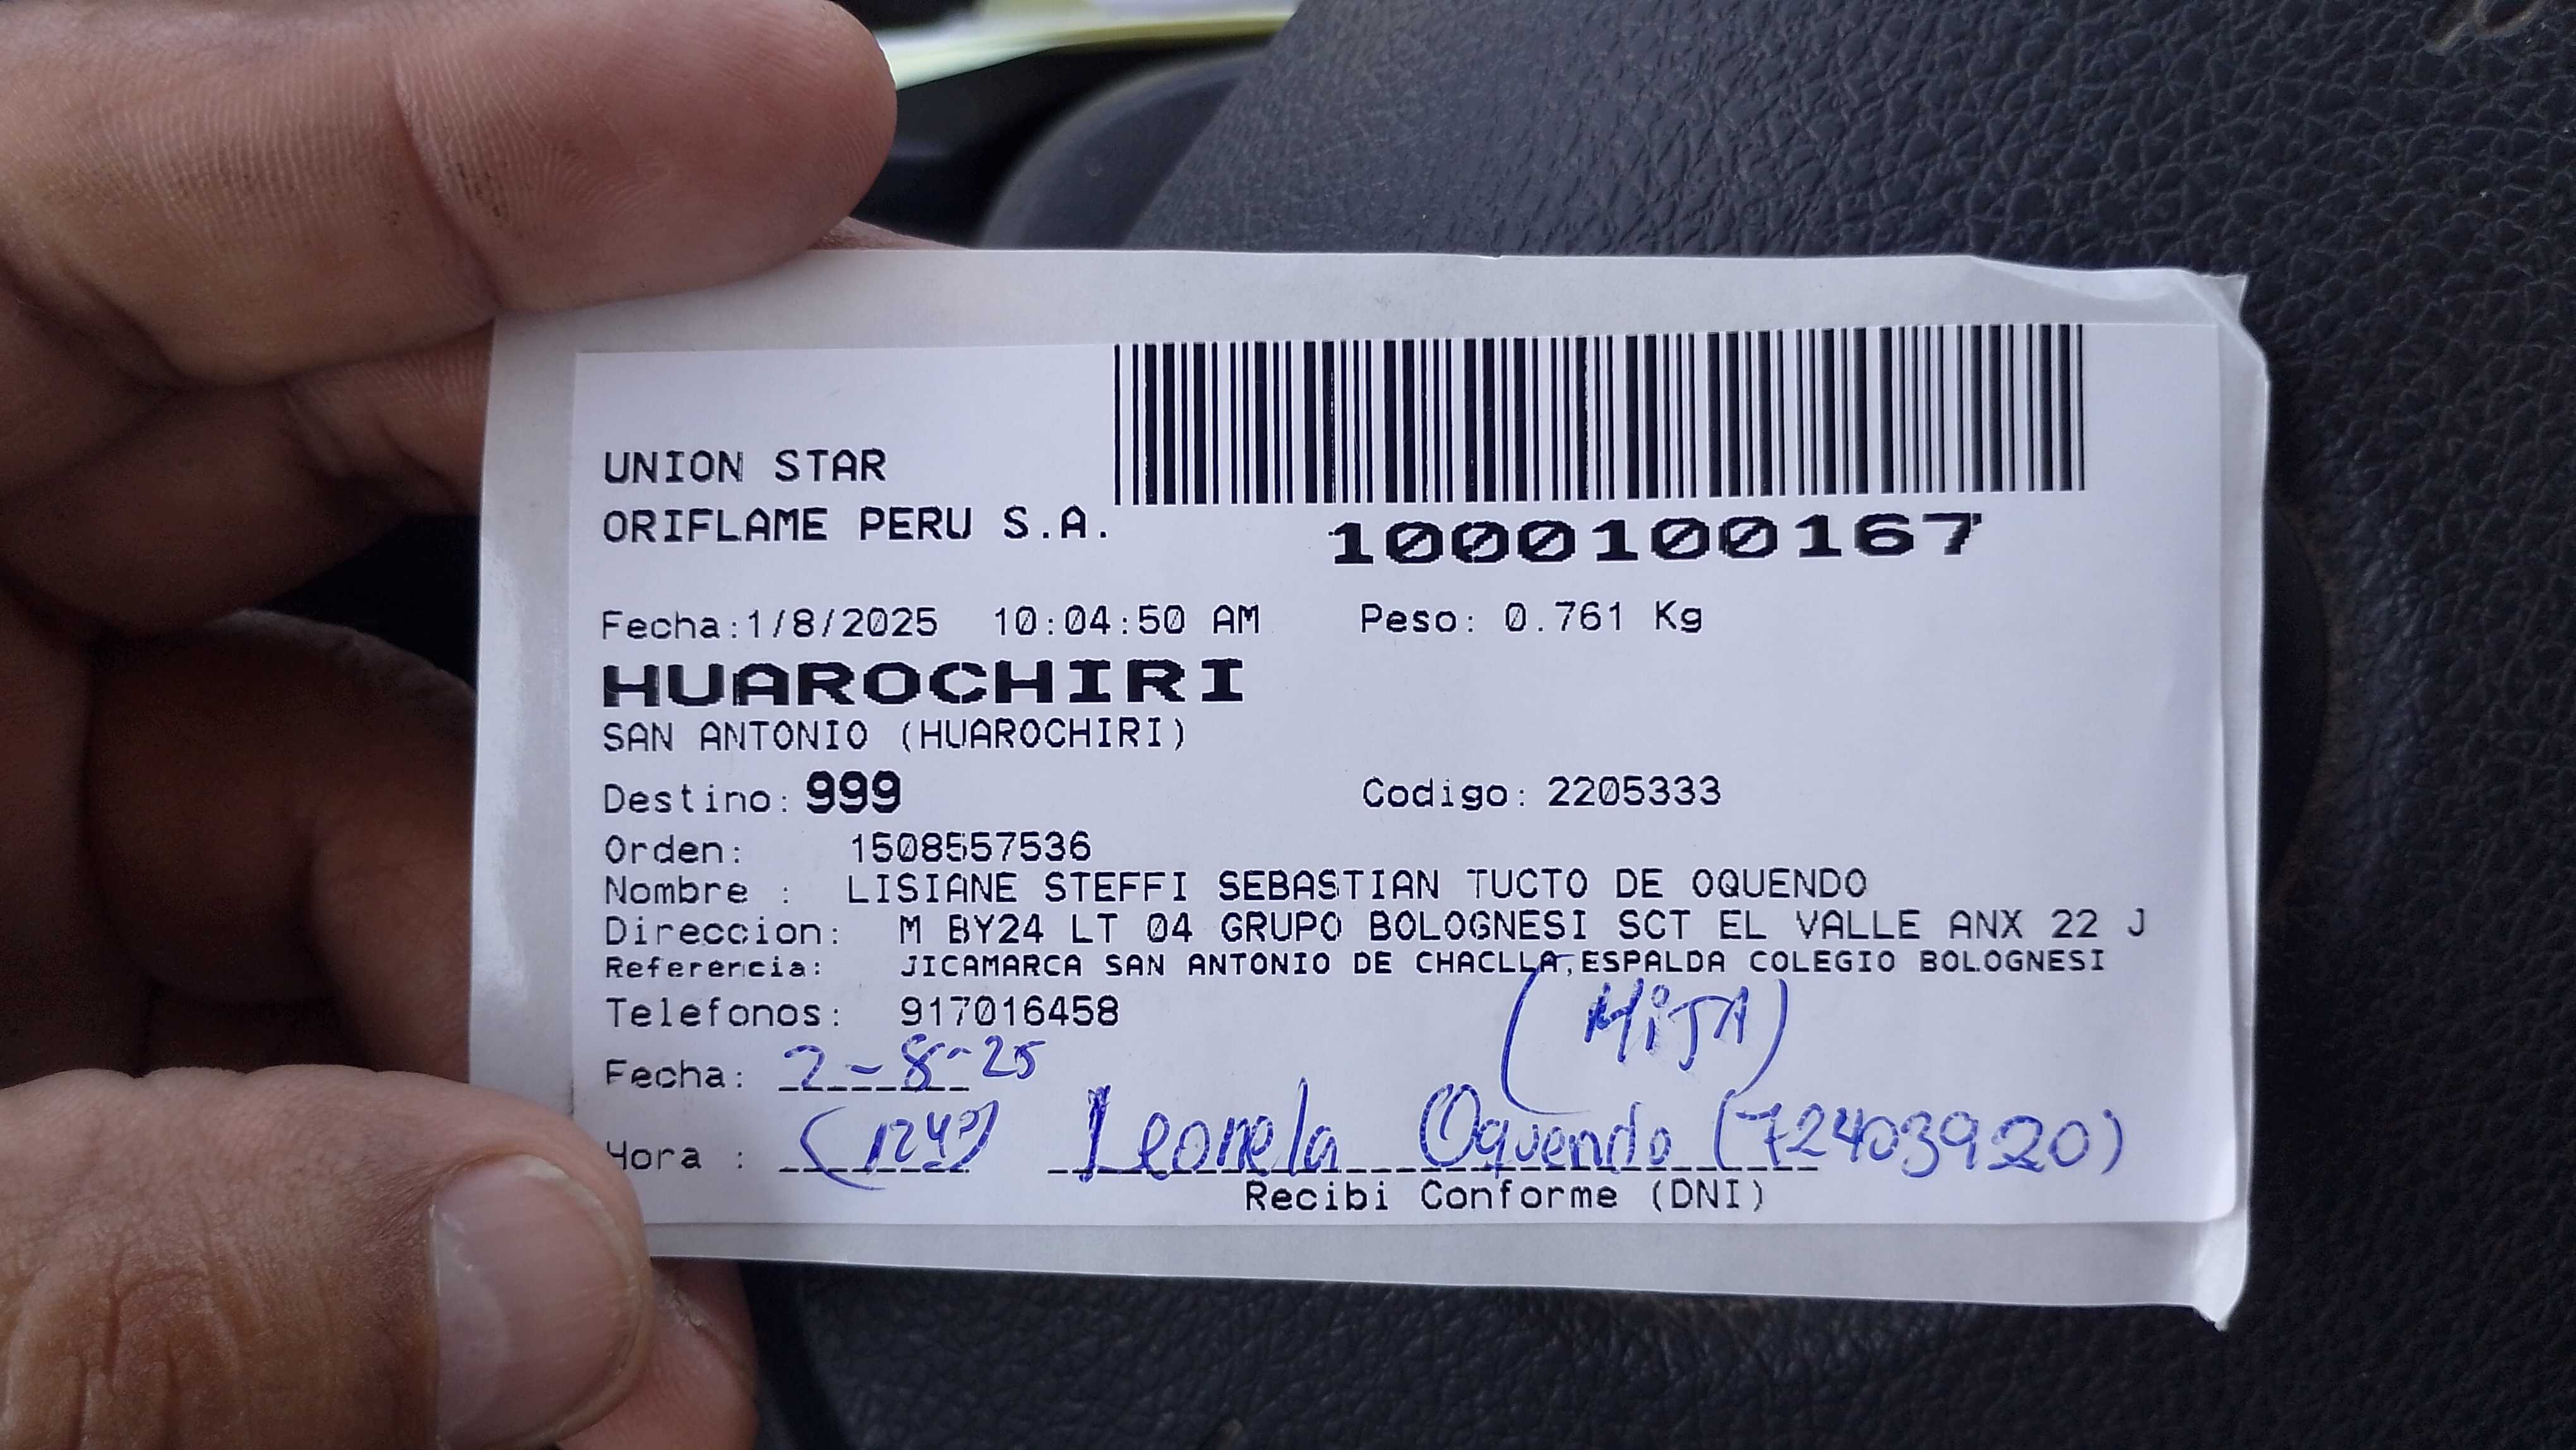 UNION STAR
ORIFLAME PERU S.A.
1000100167
Fecha:1/8/2025 10:04:50 AM Peso: 0.761 Kg
HUAROCHIRI
SAN ANTONIO (HUAROCHIRI)
Destino: 999 Codigo: 2205333
Orden: 1508557536
Nombre : LISIANE STEFFI SEBASTIAN TUCTO DE OQUENDO
Direccion: M BY24 LT 04 GRUPO BOLOGNESI SCT EL VALLE ANX 22 J
Referencia: JICAMARCA SAN ANTONIO DE CHACLLA,ESPALDA COLEGIO BOLOGNESI
Telefonos: 917016458
(HiJA)
Fecha: 2-8-25
Hora : (1240) Leonela Oquendo (72403920)
Recibi Conforme (DNI)